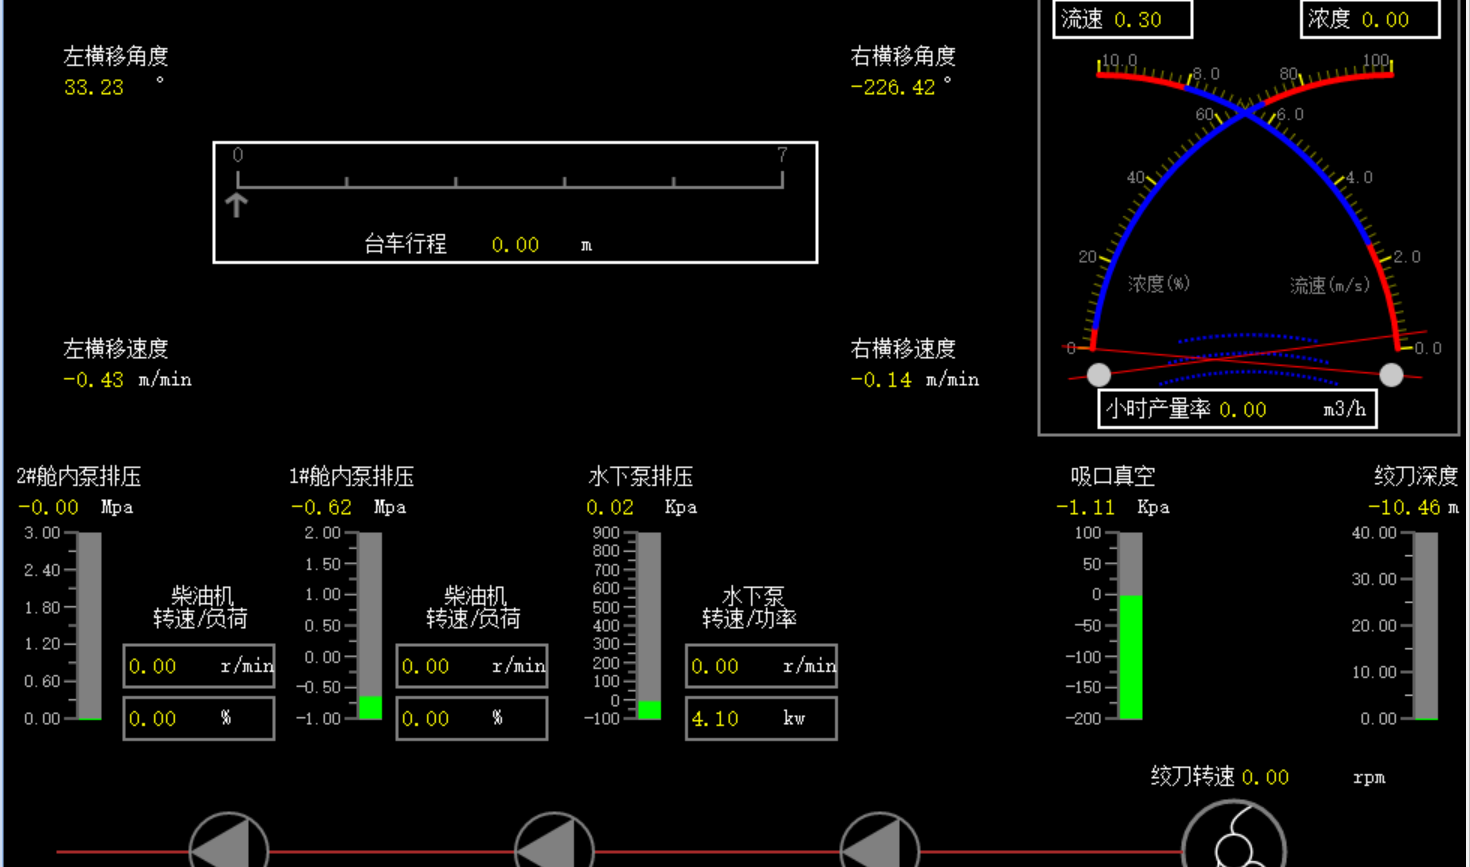 流速 0.30
浓度 0.00
左横移角度
33.23 °
右横移角度
-226.42 °
0 7
台车行程 0.00 m
10.0 8.0 80 100
60 6.0
40 4.0
20 2.0
浓度(%) 流速(m/s)
0 0.0
小时产量率 0.00 m3/h
左横移速度
-0.43 m/min
右横移速度
-0.14 m/min
2#舱内泵排压
-0.00 Mpa
3.00
2.40
1.80
1.20
0.60
0.00
柴油机
转速/负荷
0.00 r/min
0.00 %
1#舱内泵排压
-0.62 Mpa
2.00
1.50
1.00
0.50
0.00
-0.50
-1.00
柴油机
转速/负荷
0.00 r/min
0.00 %
水下泵排压
0.02 Kpa
900
800
700
600
500
400
300
200
100
0
-100
水下泵
转速/功率
0.00 r/min
4.10 kw
吸口真空
-1.11 Kpa
100
50
0
-50
-100
-150
-200
绞刀深度
-10.46 m
40.00
30.00
20.00
10.00
0.00
绞刀转速 0.00 rpm